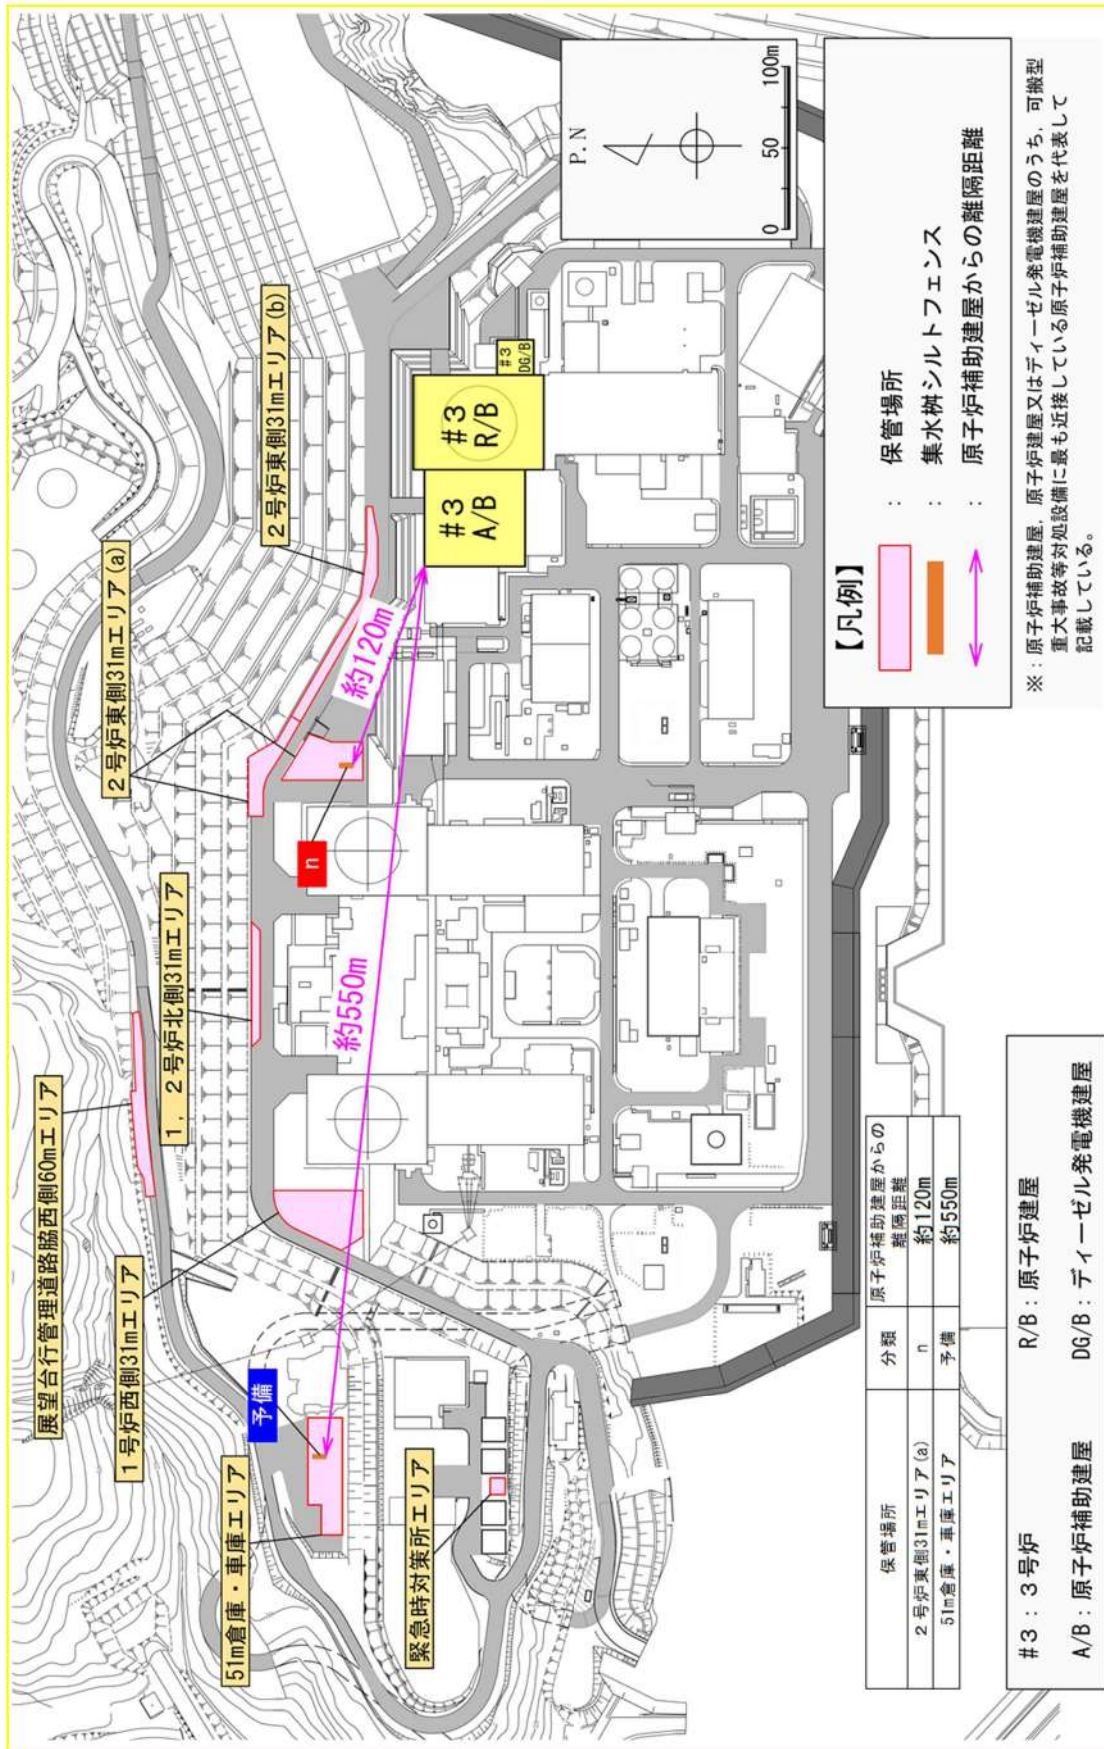 展望台行管理道路脇西側60mエリア
1号炉西側31mエリア
1，2号炉北側31mエリア
2号炉東側31mエリア(a)
2号炉東側31mエリア(b)
51m倉庫・車庫エリア
緊急時対策所エリア
予備
n
約550m
約120m
#3
A/B
#3
R/B
#3
DG/B
P.N
0
50
100m
【凡例】
： 保管場所
： 集水桝シルトフェンス
： 原子炉補助建屋からの離隔距離
※：原子炉補助建屋，原子炉建屋又はディーゼル発電機建屋のうち，可搬型
重大事故等対処設備に最も近接している原子炉補助建屋を代表して
記載している。
保管場所 分類 原子炉補助建屋からの
離隔距離
2号炉東側31mエリア(a) n 約120m
51m倉庫・車庫エリア 予備 約550m
#3：3号炉 R/B：原子炉建屋
A/B：原子炉補助建屋 DG/B：ディーゼル発電機建屋